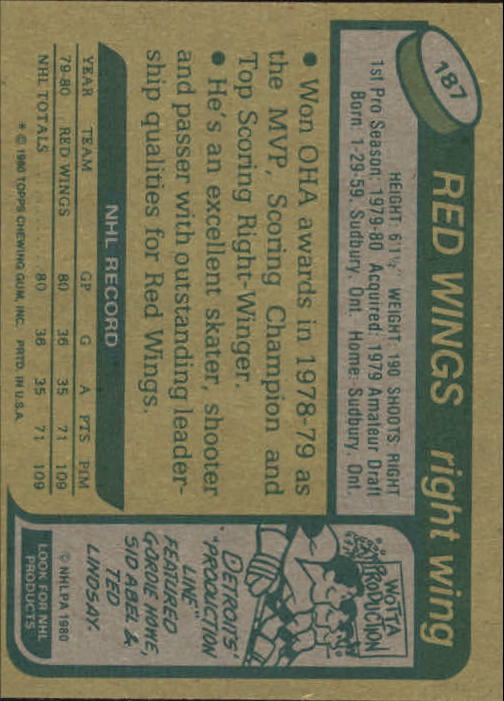 187
RED WINGS right wing
HEIGHT: 6'1½" WEIGHT: 190 SHOOTS: RIGHT
1st Pro Season: 1979-80 Acquired: 1979 Amateur Draft
Born: 1-29-59, Sudbury, Ont. Home: Sudbury, Ont.
● Won OHA awards in 1978-79 as
the MVP, Scoring Champion and
Top Scoring Right-Winger.
● He's an excellent skater, shooter
and passer with outstanding leader-
ship qualities for Red Wings.
NHL RECORD
YEAR TEAM GP G A PTS PIM
79-80 RED WINGS 80 36 35 71 109
NHL TOTALS 80 36 35 71 109
* © 1980 TOPPS CHEWING GUM, INC. PRTD. IN U.S.A.
WOTTA
PRODUCTION
DETROIT'S
"PRODUCTION
LINE"
FEATURED
GORDIE HOWE,
SID ABEL &
TED
LINDSAY.
© NHLPA 1980
LOOK FOR NHL
PRODUCTS